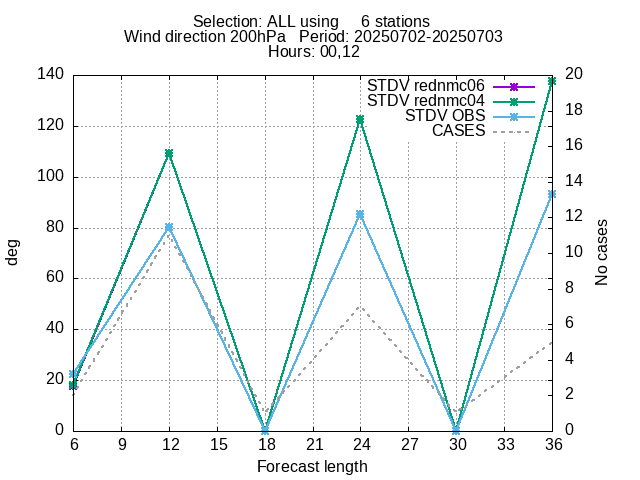 Selection: ALL using     6 stations
Wind direction 200hPa   Period: 20250702-20250703
Hours: 00,12
STDV rednmc06
STDV rednmc04
STDV OBS
CASES
140
120
100
80
60
40
20
0
deg
20
18
16
14
12
10
8
6
4
2
0
No cases
6 9 12 15 18 21 24 27 30 33 36
Forecast length